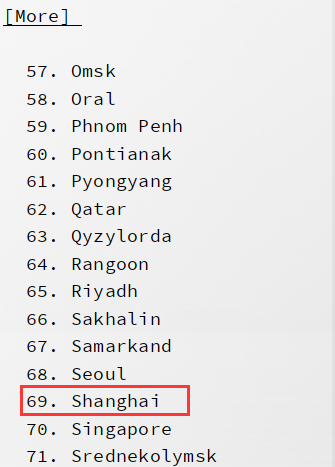 [More]
57. Omsk
58. Oral
59. Phnom Penh
60. Pontianak
61. Pyongyang
62. Qatar
63. Qyzylorda
64. Rangoon
65. Riyadh
66. Sakhalin
67. Samarkand
68. Seoul
69. Shanghai
70. Singapore
71. Srednekolymsk